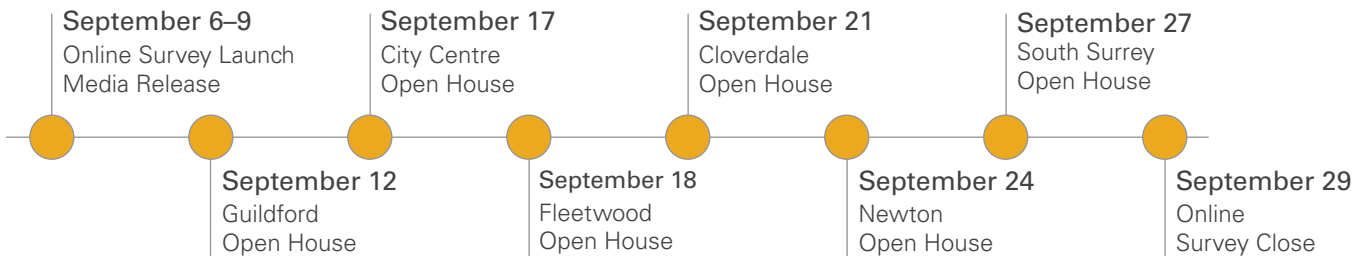 September 6–9
Online Survey Launch
Media Release
September 12
Guildford
Open House
September 17
City Centre
Open House
September 18
Fleetwood
Open House
September 21
Cloverdale
Open House
September 24
Newton
Open House
September 27
South Surrey
Open House
September 29
Online
Survey Close